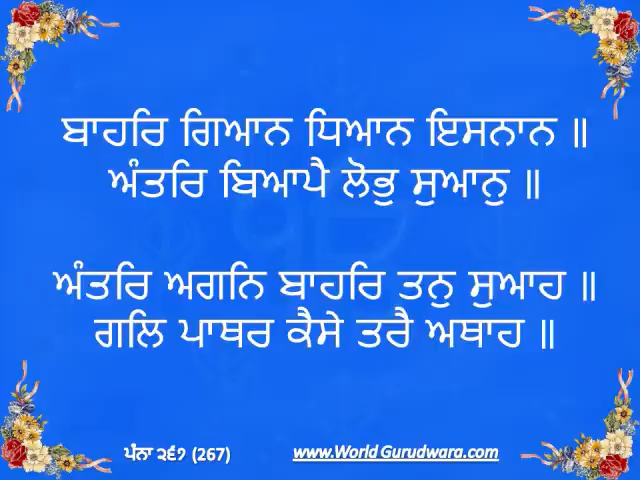 ਬਾਹਰਿ ਗਿਆਨ ਧਿਆਨ ਇਸਨਾਨ ॥
ਅੰਤਰਿ ਬਿਆਪੈ ਲੋਭੁ ਸੁਆਨੁ ॥
ਅੰਤਰਿ ਅਗਨਿ ਬਾਹਰਿ ਤਨੁ ਸੁਆਹ ॥
ਗਲਿ ਪਾਥਰ ਕੈਸੇ ਤਰੈ ਅਥਾਹ ॥
ਪੰਨਾ ੨੬੭ (267) www.World Gurudwara.com